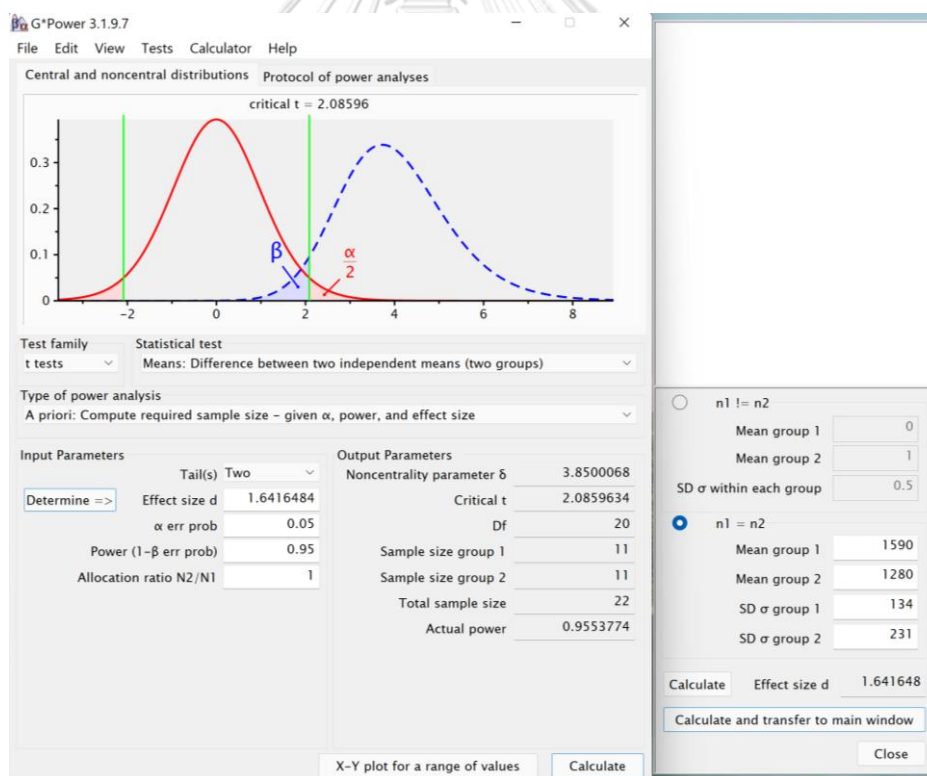 G*Power 3.1.9.7
File Edit View Tests Calculator Help
Central and noncentral distributions Protocol of power analyses
critical t = 2.08596
0.3
0.2
0.1
0
β
α
2
-2 0 2 4 6 8
Test family Statistical test
t tests Means: Difference between two independent means (two groups)
Type of power analysis
A priori: Compute required sample size – given α, power, and effect size
Input Parameters
Tail(s) Two
Determine => Effect size d 1.6416484
α err prob 0.05
Power (1-β err prob) 0.95
Allocation ratio N2/N1 1
Output Parameters
Noncentrality parameter δ 3.8500068
Critical t 2.0859634
Df 20
Sample size group 1 11
Sample size group 2 11
Total sample size 22
Actual power 0.9553774
X-Y plot for a range of values Calculate
n1 != n2
Mean group 1 0
Mean group 2 1
SD σ within each group 0.5
n1 = n2
Mean group 1 1590
Mean group 2 1280
SD σ group 1 134
SD σ group 2 231
Calculate Effect size d 1.641648
Calculate and transfer to main window
Close